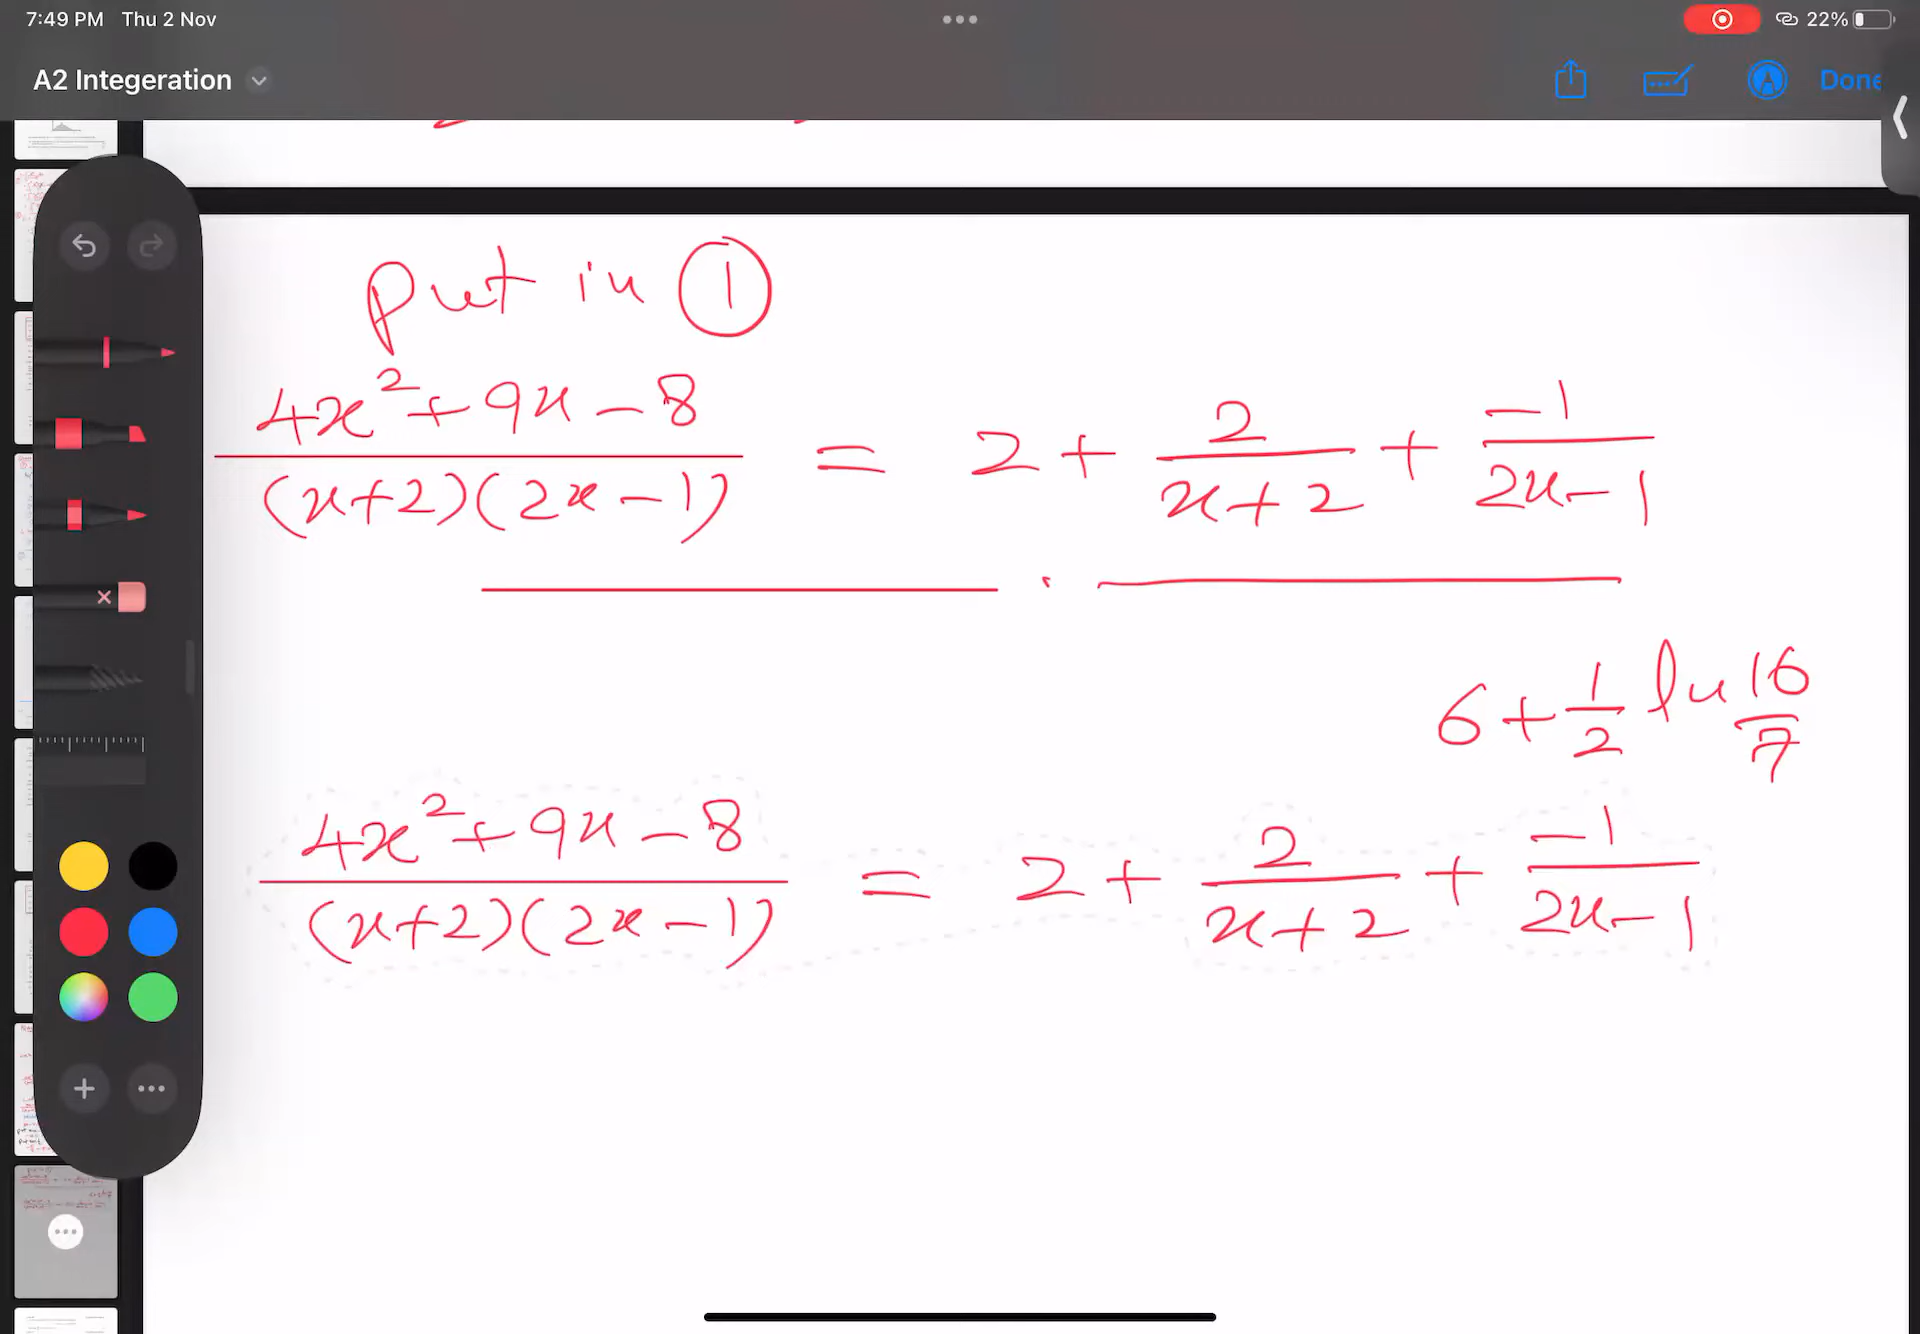 7:49 PM Thu 2 Nov
22%
A2 Integeration
Done
put in ①
4x²+9x-8 / (x+2)(2x-1) = 2 + 2/(x+2) + -1/(2x-1)
6 + 1/2 ln 16/7
4x²+9x-8 / (x+2)(2x-1) = 2 + 2/(x+2) + -1/(2x-1)